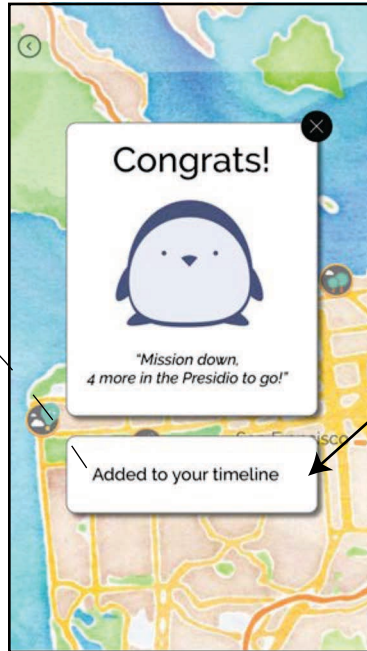 Congrats!
"Mission down,
4 more in the Presidio to go!"
San Francisco
Added to your timeline